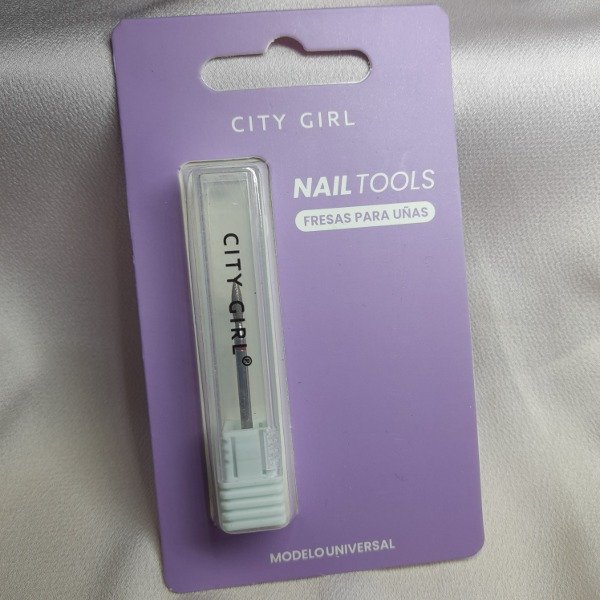 CITY GIRL
NAIL TOOLS
FRESAS PARA UÑAS
CITY GIRL®
MODELO UNIVERSAL